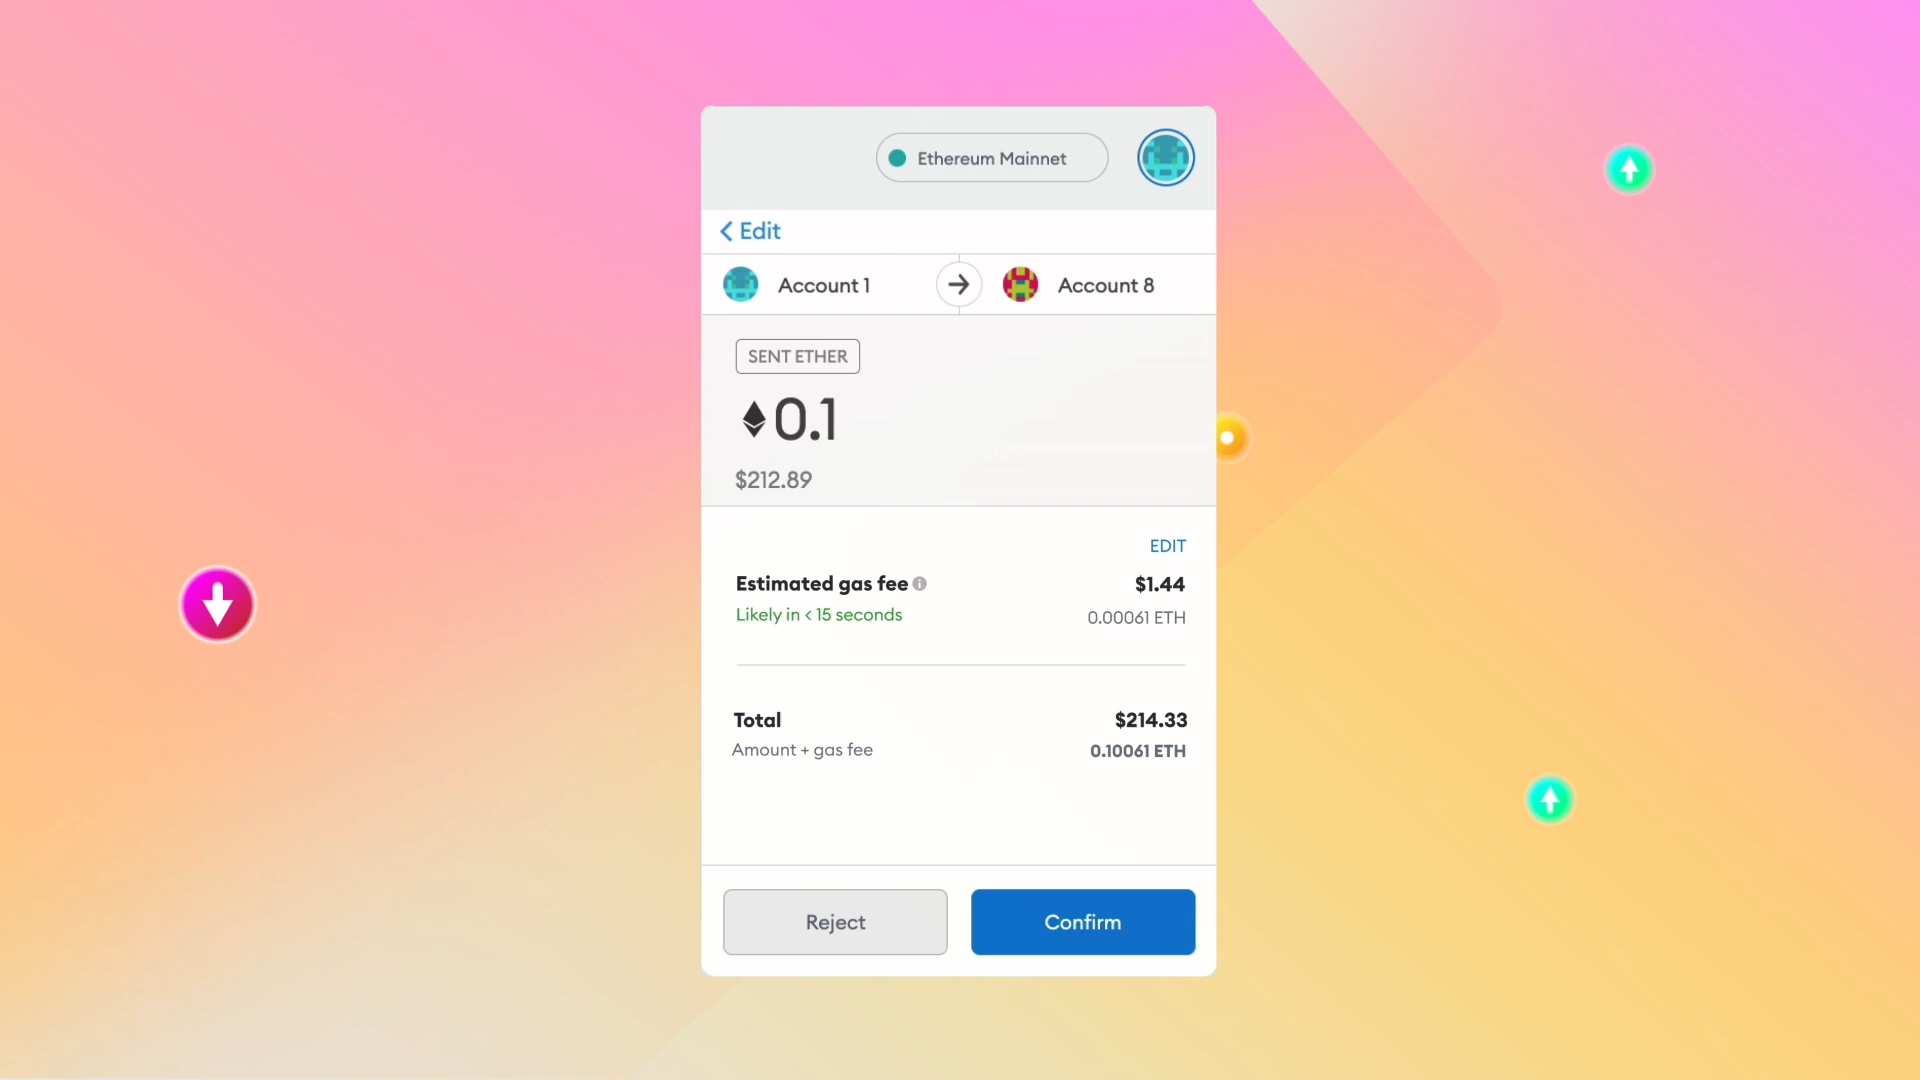 Ethereum Mainnet
Edit
Account 1
Account 8
SENT ETHER
0.1
$212.89
EDIT
Estimated gas fee
$1.44
Likely in < 15 seconds
0.00061 ETH
Total
$214.33
Amount + gas fee
0.10061 ETH
Reject
Confirm